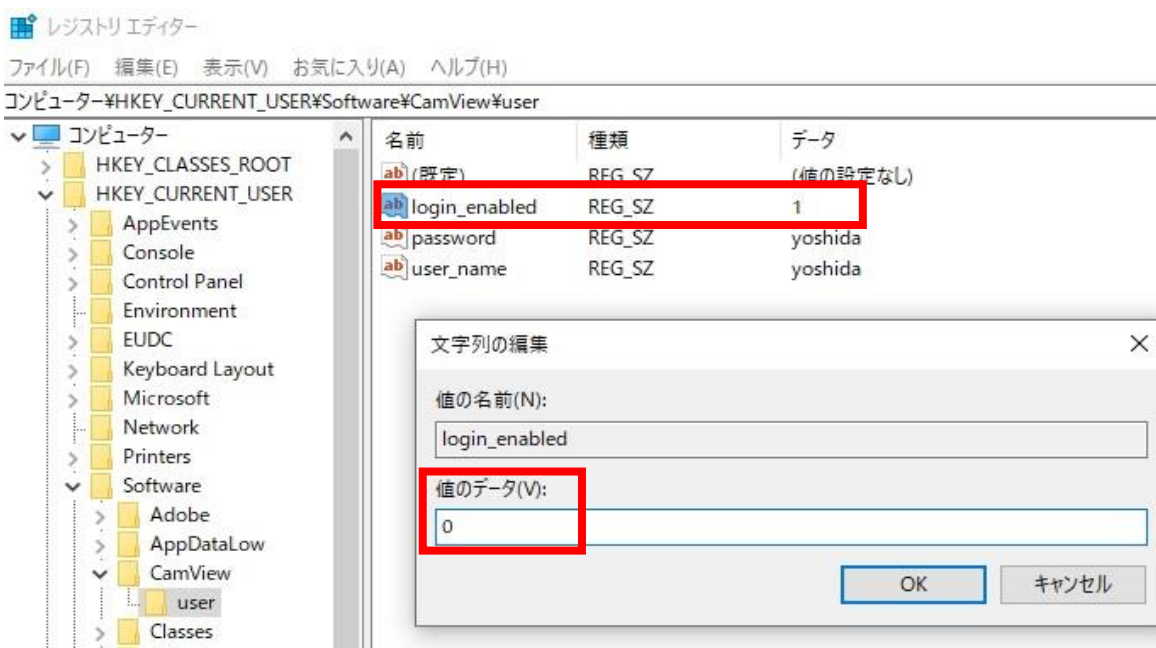 レジストリ エディター
ファイル(F) 編集(E) 表示(V) お気に入り(A) ヘルプ(H)
コンピューター¥HKEY_CURRENT_USER¥Software¥CamView¥user
コンピューター
HKEY_CLASSES_ROOT
HKEY_CURRENT_USER
AppEvents
Console
Control Panel
Environment
EUDC
Keyboard Layout
Microsoft
Network
Printers
Software
Adobe
AppDataLow
CamView
user
Classes
名前 種類 データ
ab (既定) REG_SZ (値の設定なし)
ab login_enabled REG_SZ 1
ab password REG_SZ yoshida
ab user_name REG_SZ yoshida
文字列の編集
値の名前(N):
login_enabled
値のデータ(V):
0
OK キャンセル